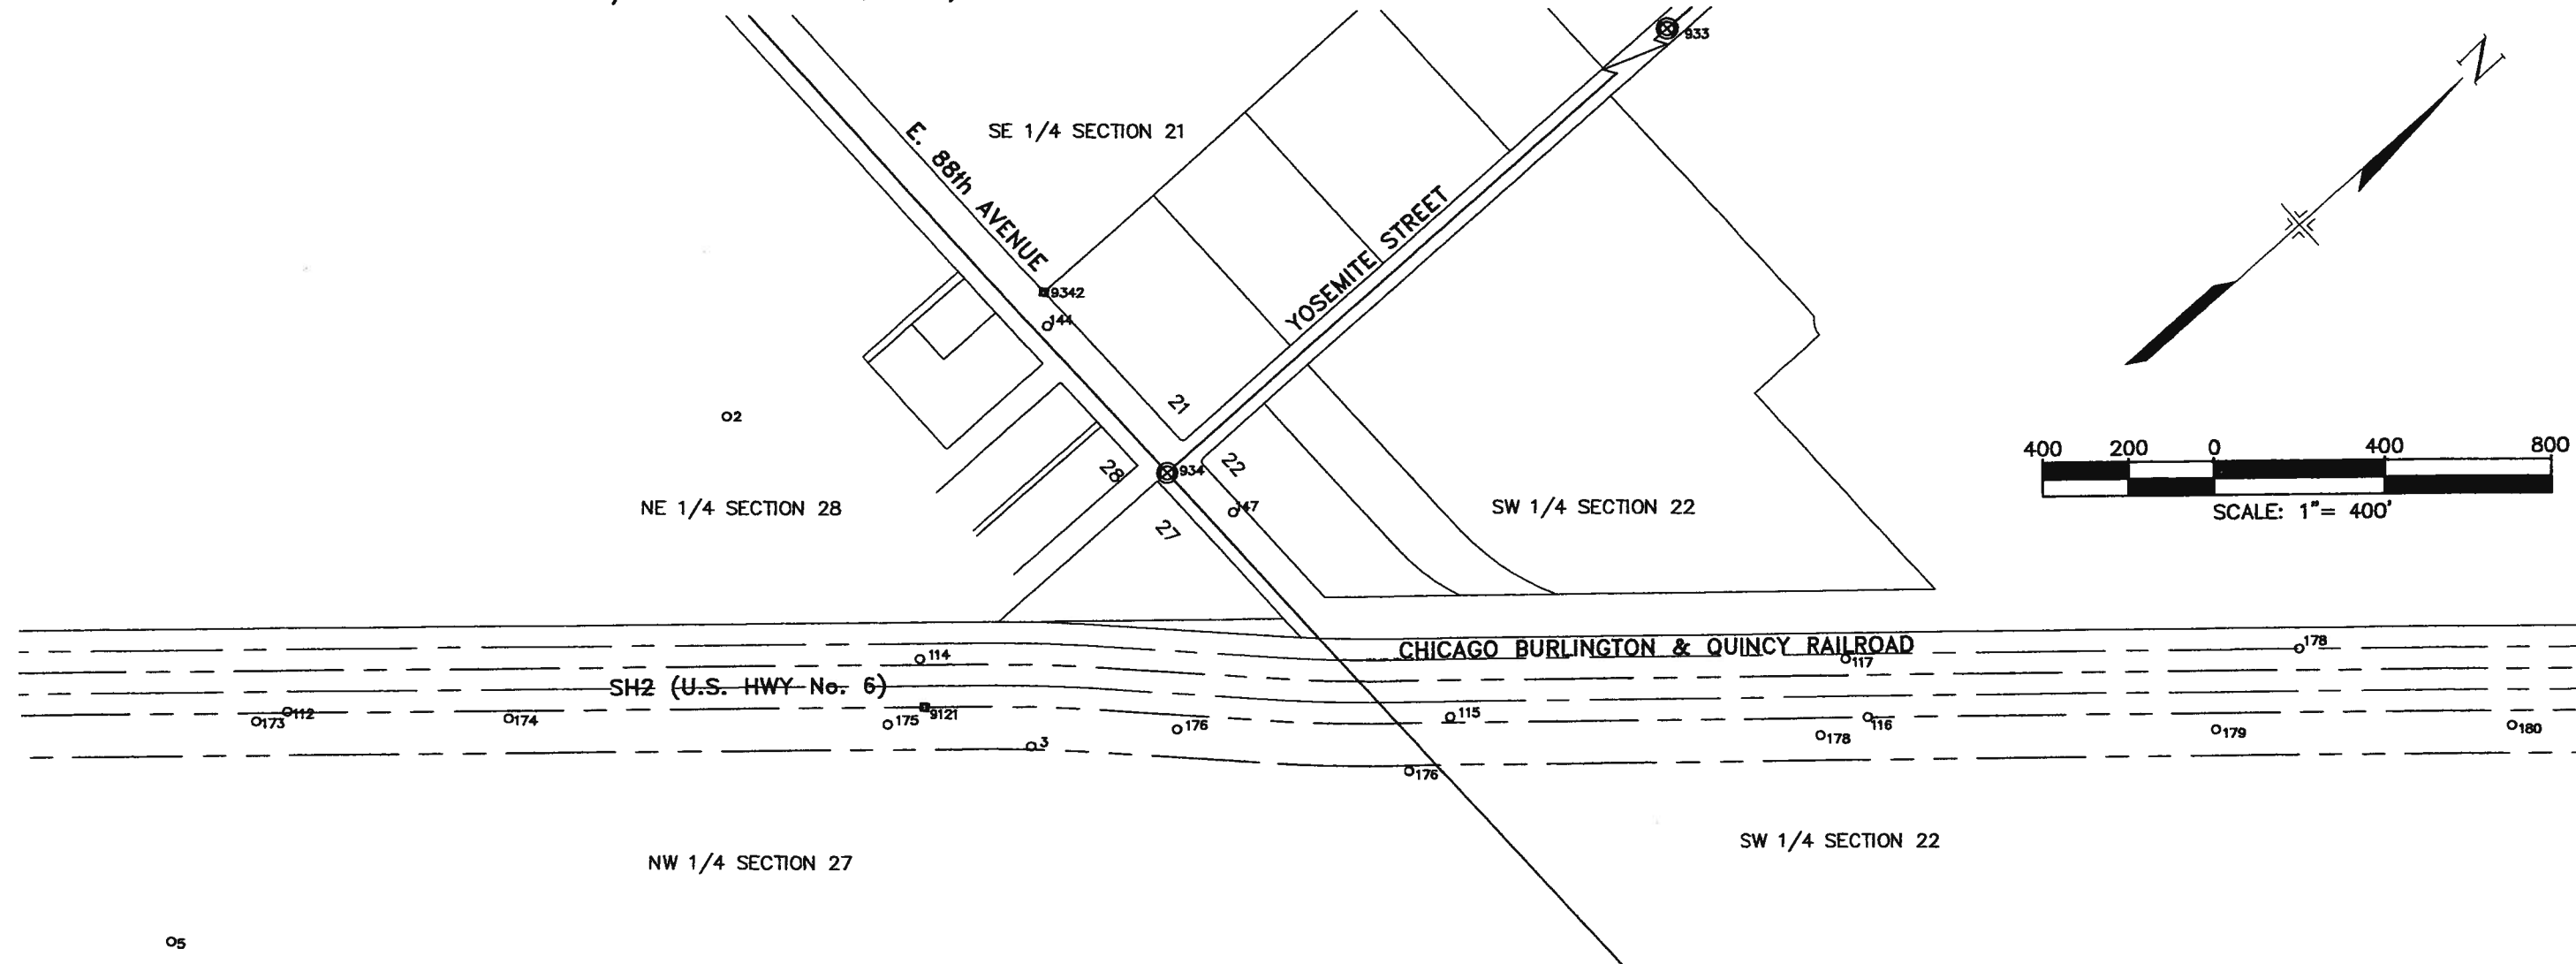 933
N
SE 1/4 SECTION 21
E. 88th AVENUE
YOSEMITE STREET
9342
144
2
21
28
934
22
27
147
400 200 0 400 800
SCALE: 1"= 400'
NE 1/4 SECTION 28
SW 1/4 SECTION 22
CHICAGO BURLINGTON & QUINCY RAILROAD
178
114
117
SH2 (U.S. HWY No. 6)
173
112
174
175
9121
176
115
116
178
179
180
3
176
SW 1/4 SECTION 22
NW 1/4 SECTION 27
5